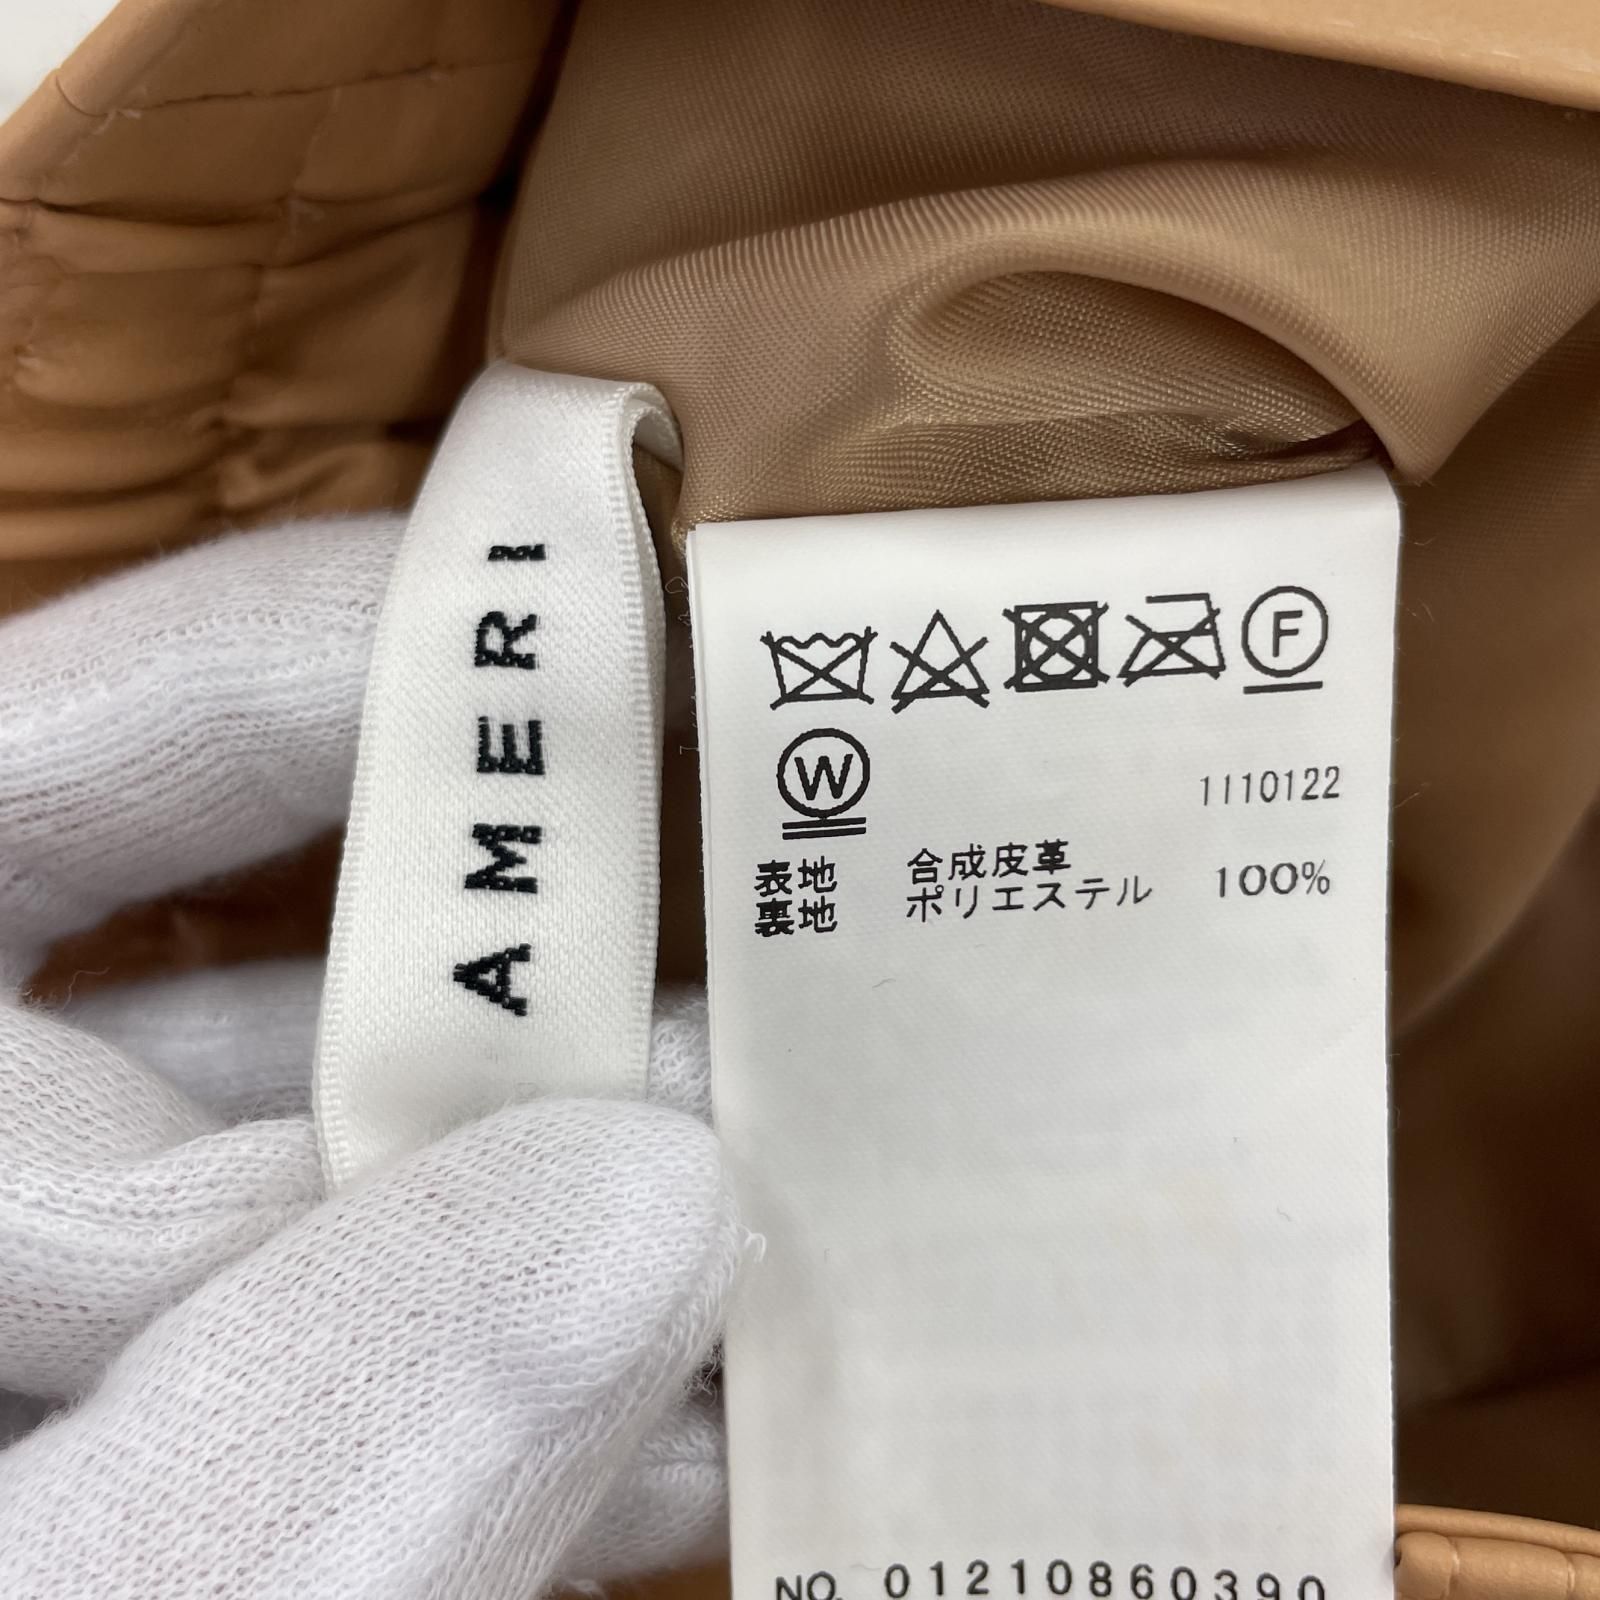 AMERI
F
W
1110122
表地 合成皮革
裏地 ポリエステル 100%
NO. 01210860390